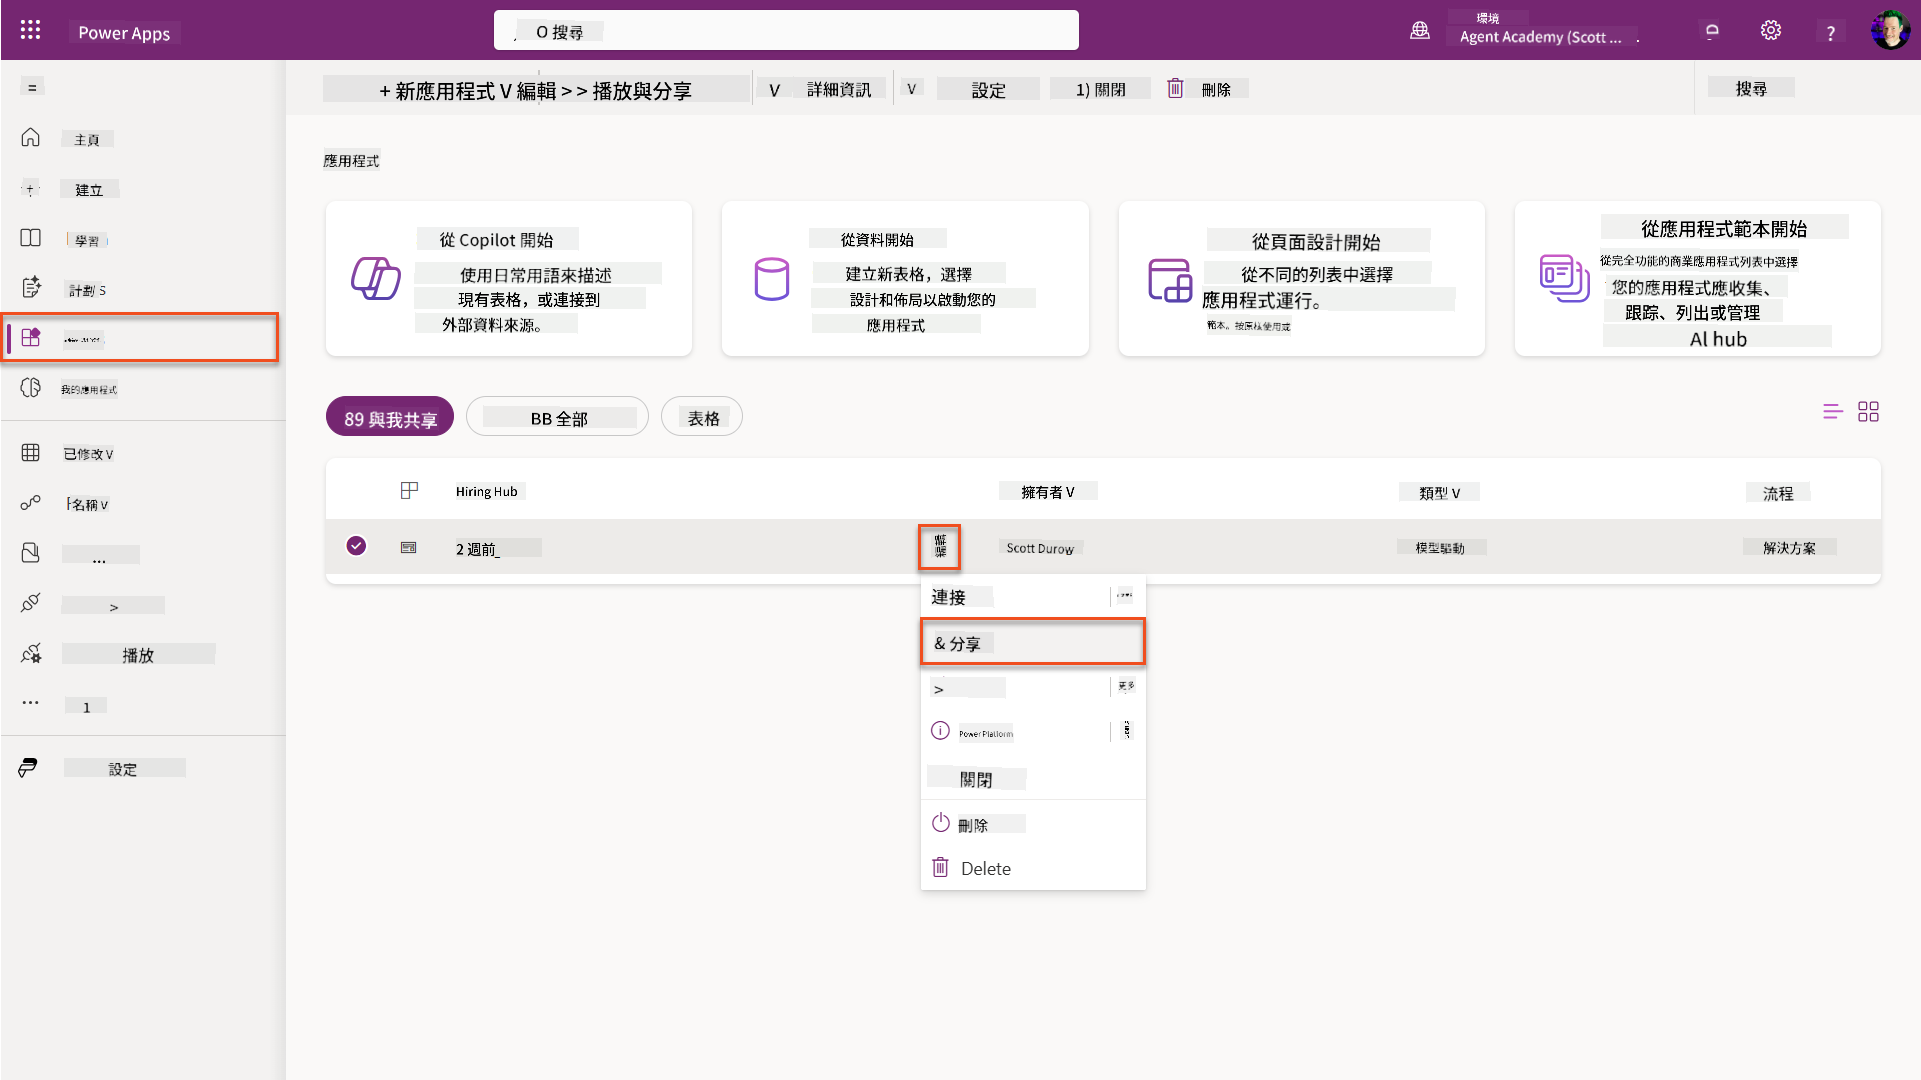 Power Apps
O 搜尋
環境
Agent Academy (Scott ...
?
+ 新應用程式 V 編輯 > > 播放與分享
V 詳細資訊
V
設定
1) 關閉
刪除
搜尋
=
主頁
建立
學習
計劃 S
我的應用程式
已修改 V
名稱 V
...
>
播放
1
設定
應用程式
從 Copilot 開始
使用日常用語來描述
現有表格，或連接到
外部資料來源。
從資料開始
建立新表格，選擇
設計和佈局以啟動您的
應用程式
從頁面設計開始
從不同的列表中選擇
應用程式運行。
範本。按原樣使用或
從應用程式範本開始
從完全功能的商業應用程式列表中選擇
您的應用程式應收集、
跟踪、列出或管理
Al hub
89 與我共享
BB 全部
表格
Hiring Hub
擁有者 V
類型 V
流程
2 週前_
編輯
Scott Durow
模型驅動
解決方案
連接
& 分享
>
更多
Power Platform
關閉
刪除
Delete